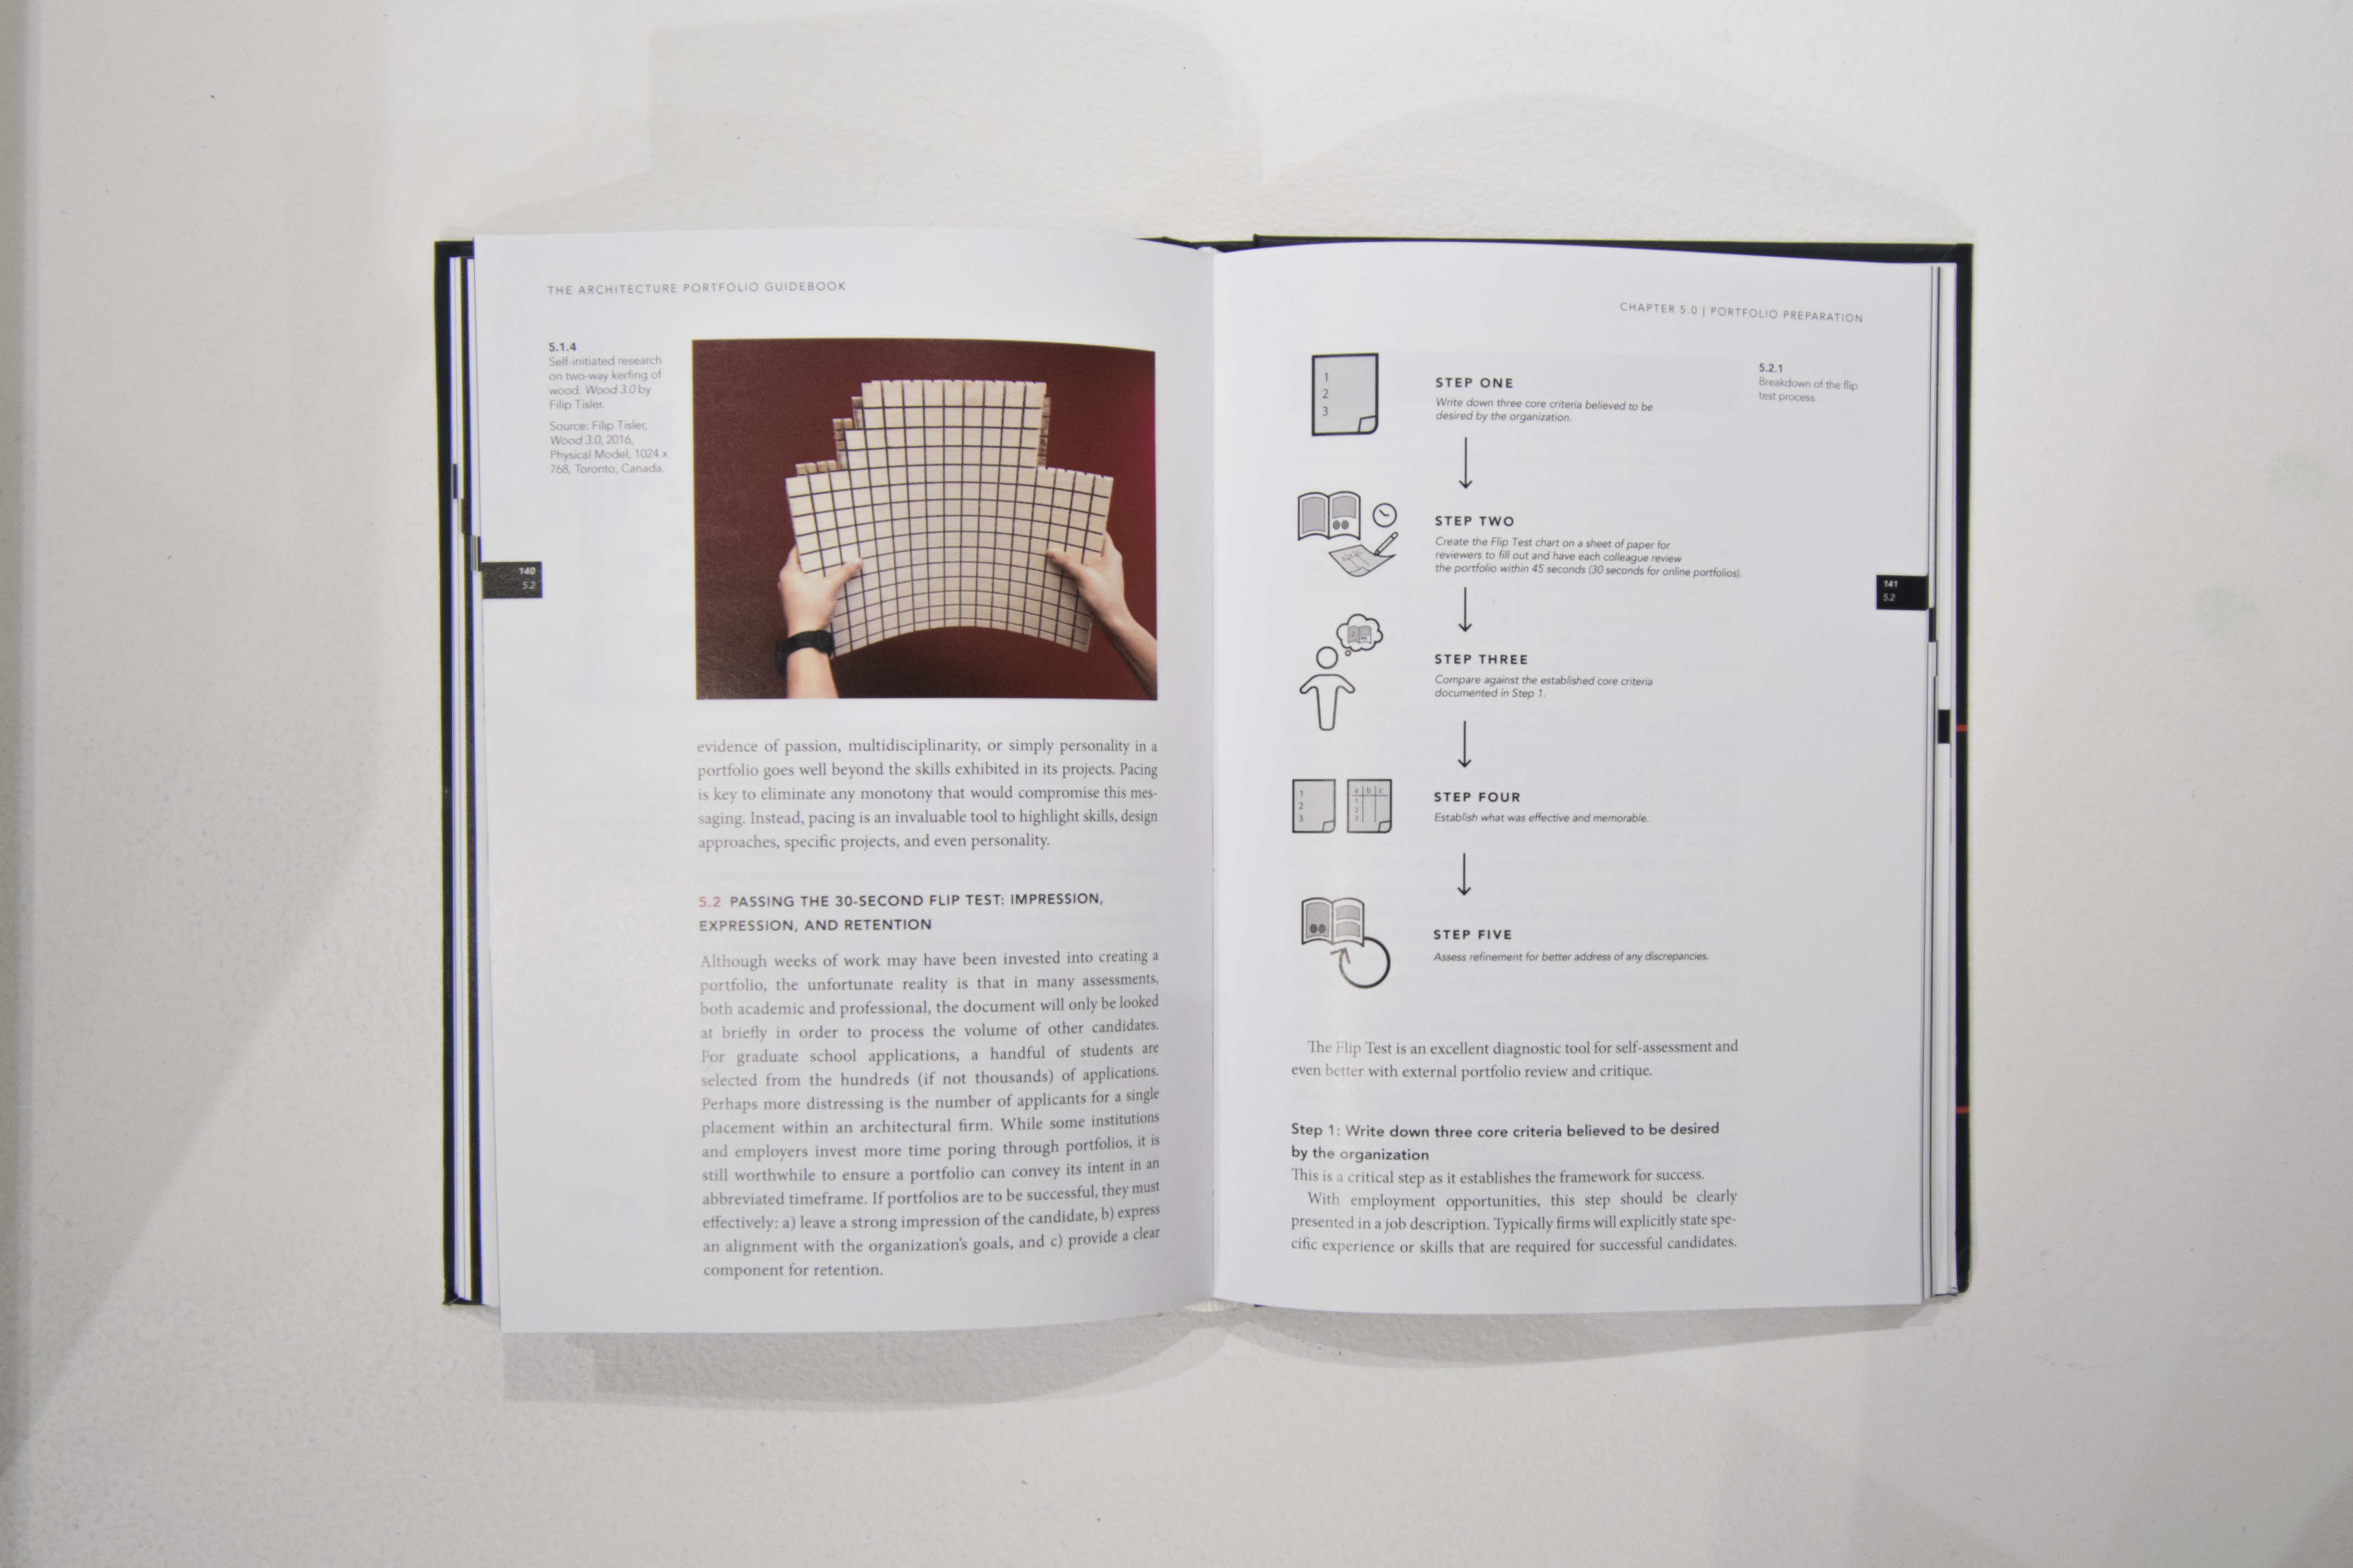 THE ARCHITECTURE PORTFOLIO GUIDEBOOK
5.1.4
Self-initiated research
on two-way kerfing of
wood. Wood 3.0 by
Filip Tisler.
Source: Filip Tisler,
Wood 3.0, 2016,
Physical Model, 1024 x
768, Toronto, Canada.
140
5.2
evidence of passion, multidisciplinarity, or simply personality in a
portfolio goes well beyond the skills exhibited in its projects. Pacing
is key to eliminate any monotony that would compromise this mes-
saging. Instead, pacing is an invaluable tool to highlight skills, design
approaches, specific projects, and even personality.
5.2 PASSING THE 30-SECOND FLIP TEST: IMPRESSION,
EXPRESSION, AND RETENTION
Although weeks of work may have been invested into creating a
portfolio, the unfortunate reality is that in many assessments,
both academic and professional, the document will only be looked
at briefly in order to process the volume of other candidates.
For graduate school applications, a handful of students are
selected from the hundreds (if not thousands) of applications.
Perhaps more distressing is the number of applicants for a single
placement within an architectural firm. While some institutions
and employers invest more time poring through portfolios, it is
still worthwhile to ensure a portfolio can convey its intent in an
abbreviated timeframe. If portfolios are to be successful, they must
effectively: a) leave a strong impression of the candidate, b) express
an alignment with the organization's goals, and c) provide a clear
component for retention.
CHAPTER 5.0 | PORTFOLIO PREPARATION
5.2.1
Breakdown of the flip
test process.
1
2
3
STEP ONE
Write down three core criteria believed to be
desired by the organization.
STEP TWO
Create the Flip Test chart on a sheet of paper for
reviewers to fill out and have each colleague review
the portfolio within 45 seconds (30 seconds for online portfolios).
141
5.2
STEP THREE
Compare against the established core criteria
documented in Step 1.
1
2
3
a b c
1
2
3
STEP FOUR
Establish what was effective and memorable.
STEP FIVE
Assess refinement for better address of any discrepancies.
The Flip Test is an excellent diagnostic tool for self-assessment and
even better with external portfolio review and critique.
Step 1: Write down three core criteria believed to be desired
by the organization
This is a critical step as it establishes the framework for success.
With employment opportunities, this step should be clearly
presented in a job description. Typically firms will explicitly state spe-
cific experience or skills that are required for successful candidates.